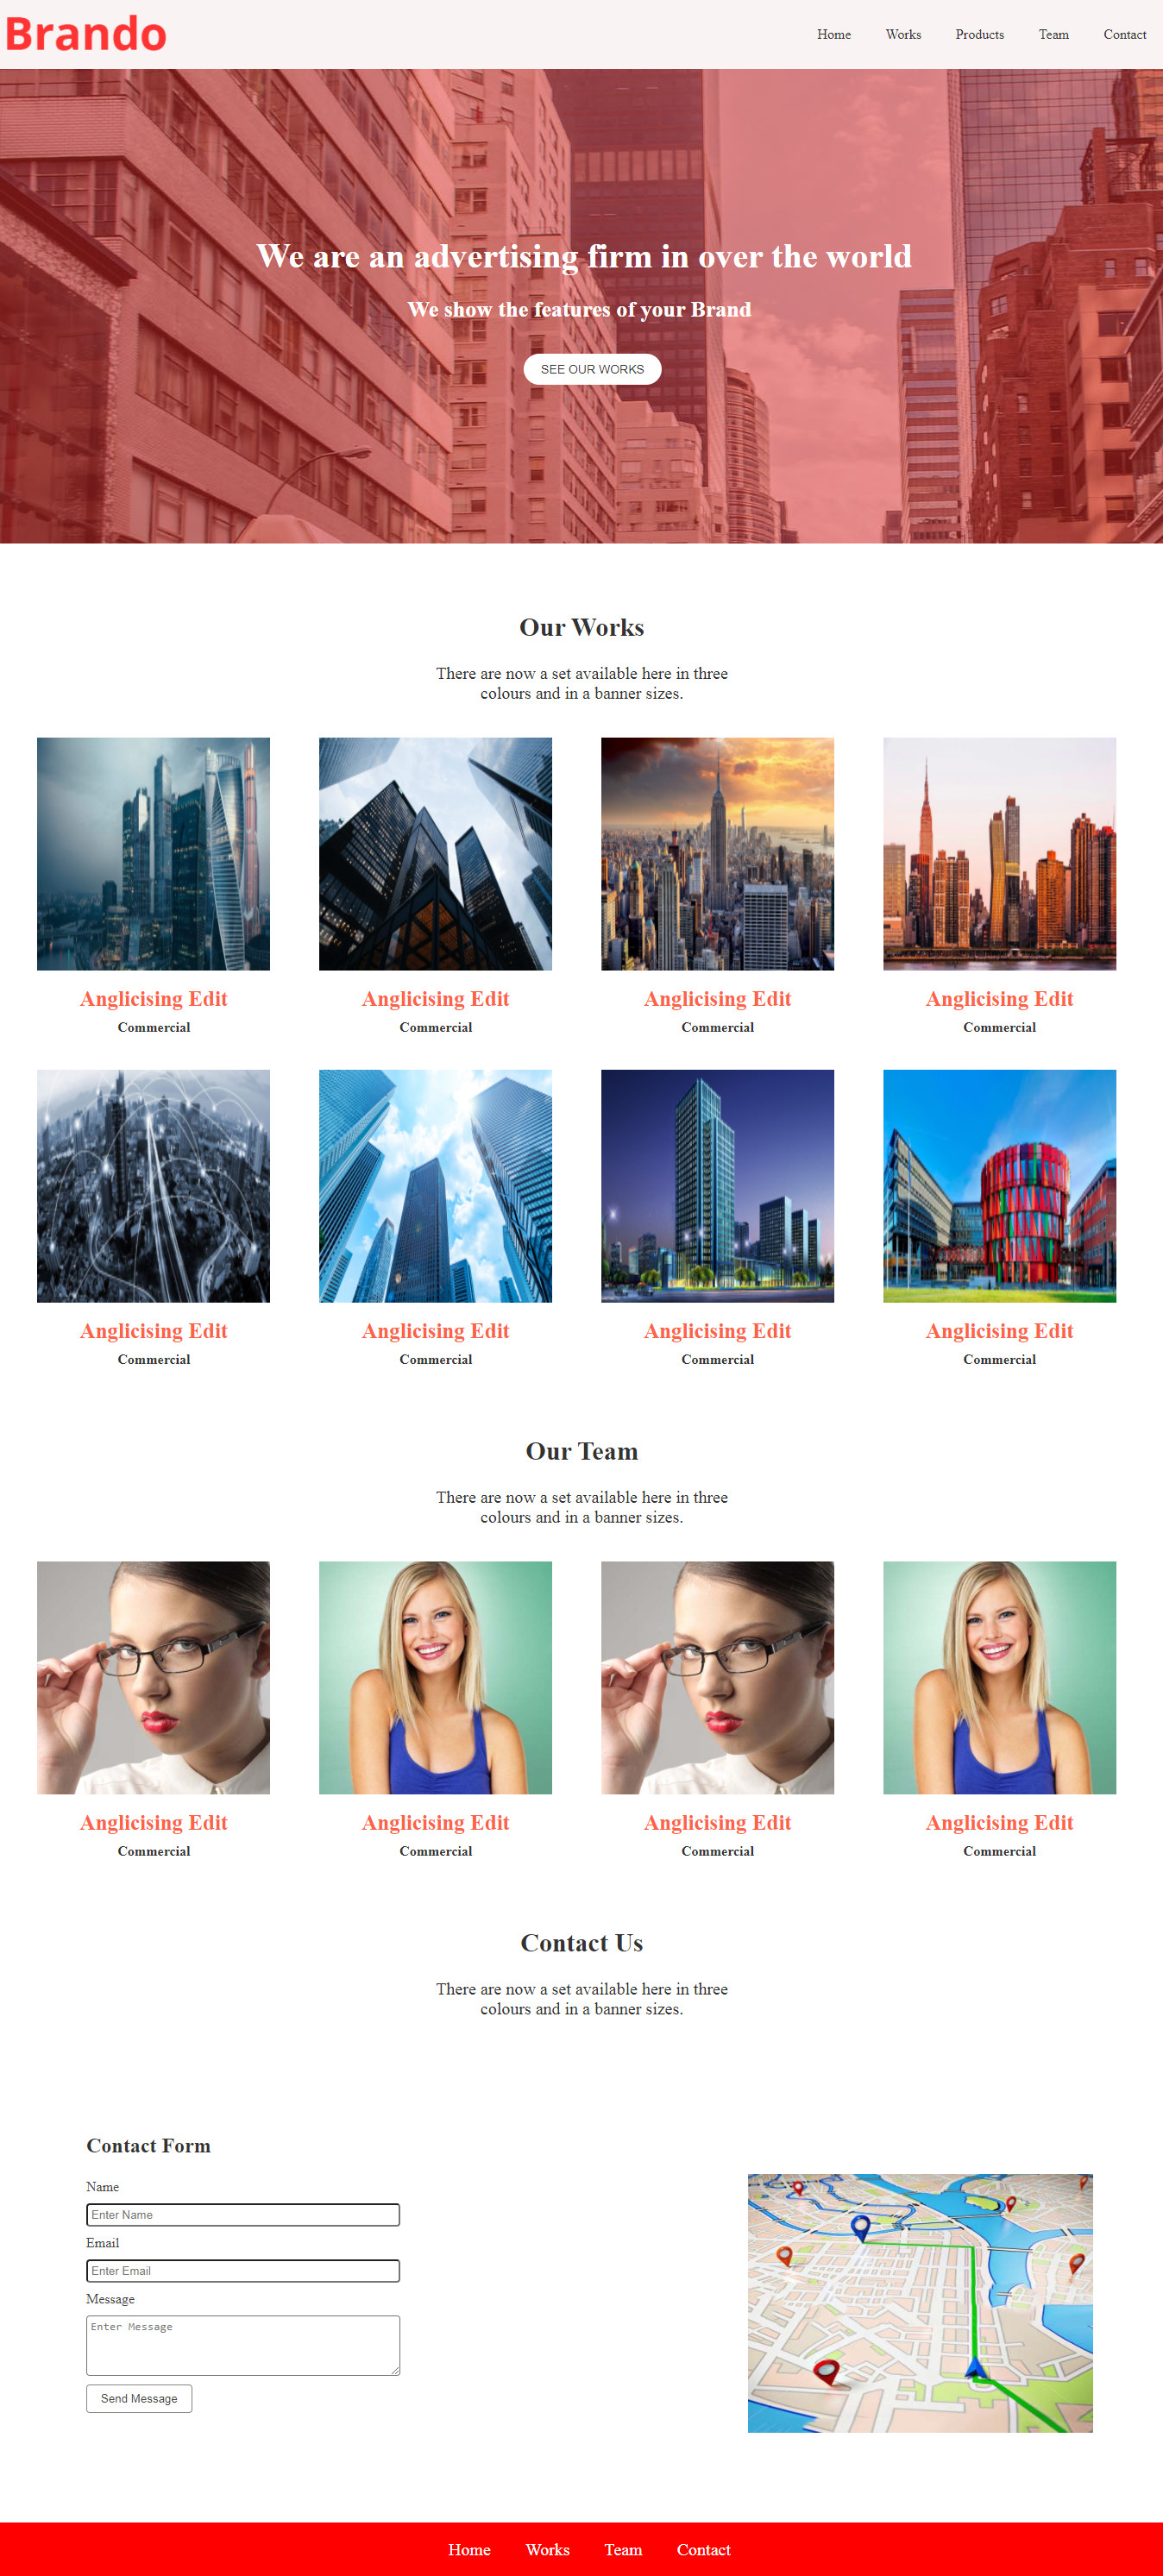 Brando
Home Works Products Team Contact
We are an advertising firm in over the world
We show the features of your Brand
SEE OUR WORKS
Our Works
There are now a set available here in three
colours and in a banner sizes.
Anglicising Edit Anglicising Edit Anglicising Edit Anglicising Edit
Commercial Commercial Commercial Commercial
Anglicising Edit Anglicising Edit Anglicising Edit Anglicising Edit
Commercial Commercial Commercial Commercial
Our Team
There are now a set available here in three
colours and in a banner sizes.
Anglicising Edit Anglicising Edit Anglicising Edit Anglicising Edit
Commercial Commercial Commercial Commercial
Contact Us
There are now a set available here in three
colours and in a banner sizes.
Contact Form
Name
Enter Name
Email
Enter Email
Message
Enter Message
Send Message
Home Works Team Contact